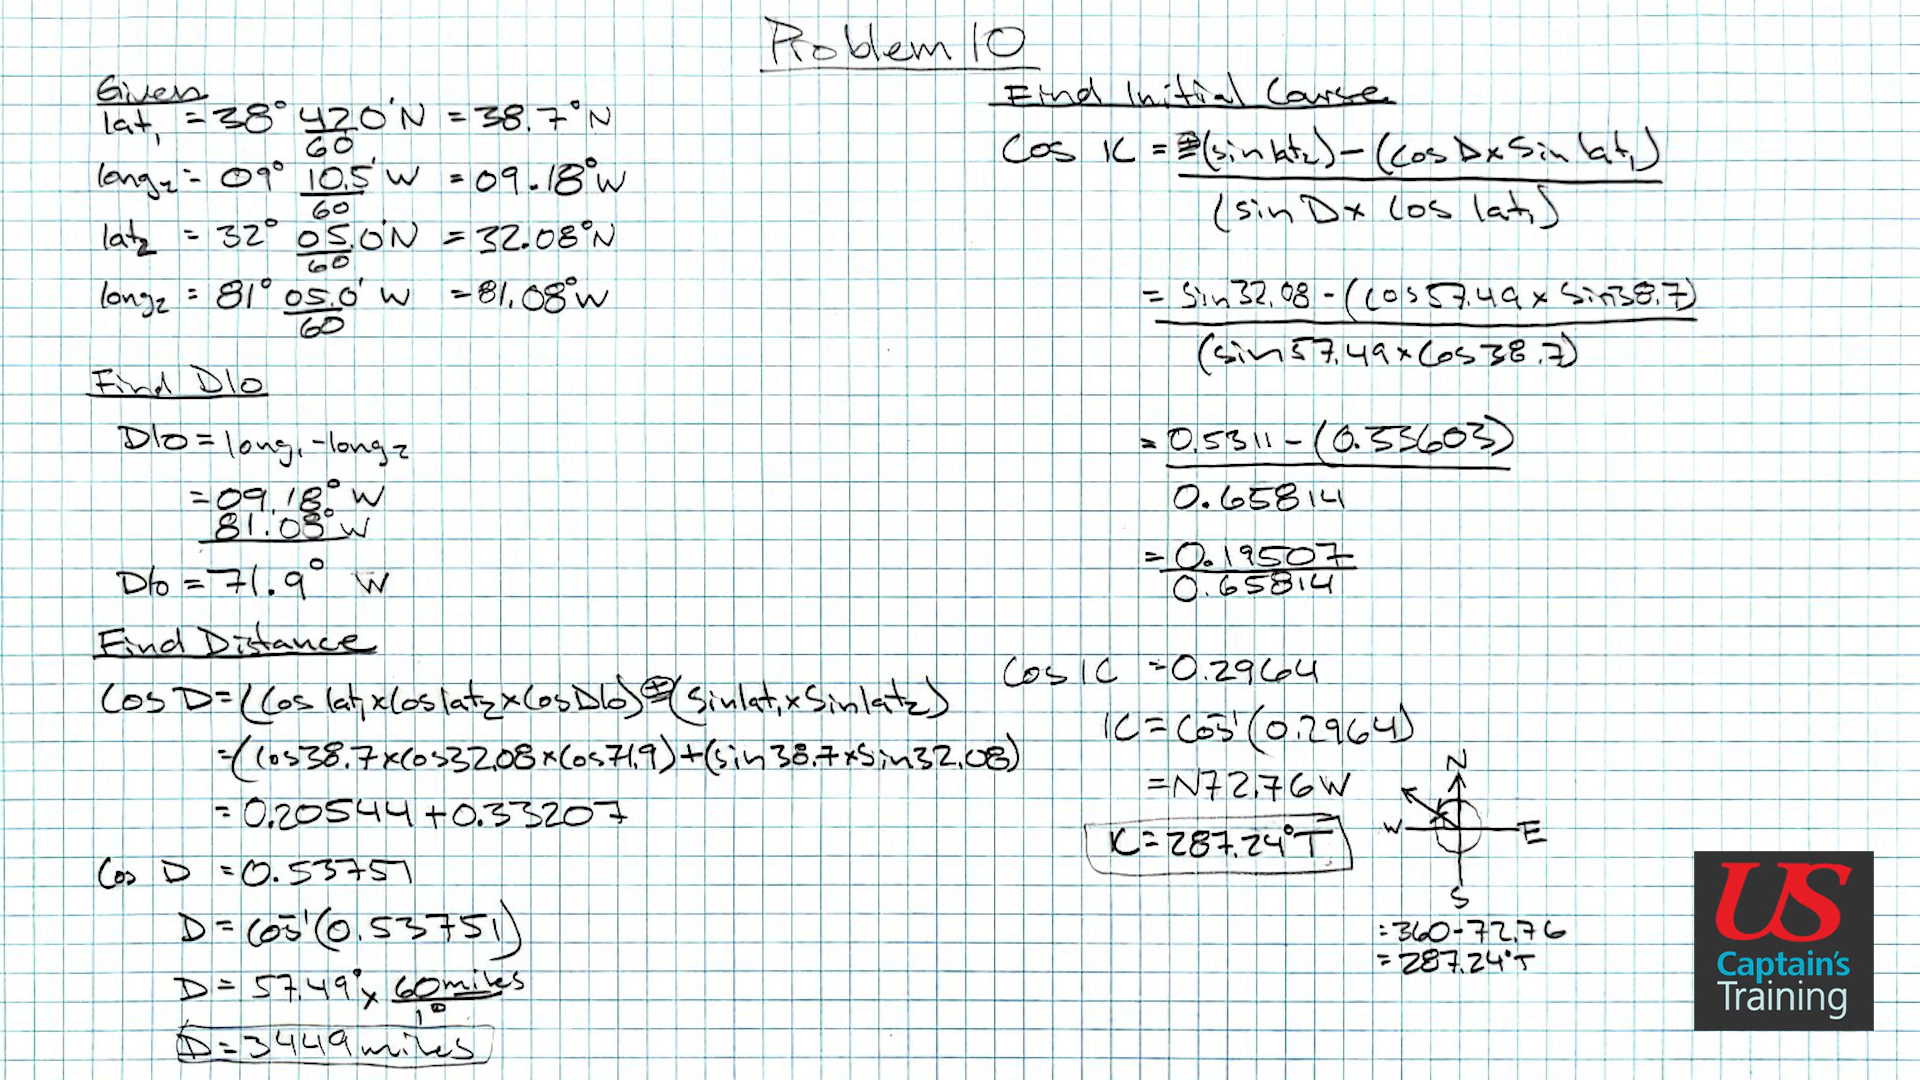 Problem 10
Given
lat₁ = 38° 42.0'N = 38.7°N
60
long₂ = 09° 10.5' W = 09.18°W
60
lat₂ = 32° 05.0'N = 32.08°N
60
long₂ = 81° 05.0' W = 81.08°W
60
Find Dlo
Dlo = long₁ - long₂
= 09.18° W
81.08° W
Dlo = 71.9° W
Find Distance
Cos D = (Cos lat₁ x Cos lat₂ x Cos Dlo) ± (Sin lat₁ x Sin lat₂)
= (Cos 38.7 x Cos 32.08 x Cos 71.9) + (sin 38.7 x Sin 32.08)
= 0.20544 + 0.33207
Cos D = 0.53751
D = Cos⁻¹(0.53751)
D = 57.49° x 60 miles
1°
D = 3449 miles
Find Initial Course
Cos IC = ± (sin lat₂) - (Cos D x Sin lat₁)
(sin D x Cos lat₁)
= Sin 32.08 - (Cos 57.49 x Sin 38.7)
(sin 57.49 x Cos 38.7)
= 0.5311 - (0.33603)
0.65814
= 0.19507
0.65814
Cos IC = 0.2964
IC = Cos⁻¹(0.2964)
= N72.76W
IC = 287.24°T
N
W E
S
= 360 - 72.76
= 287.24°T
US
Captain's
Training